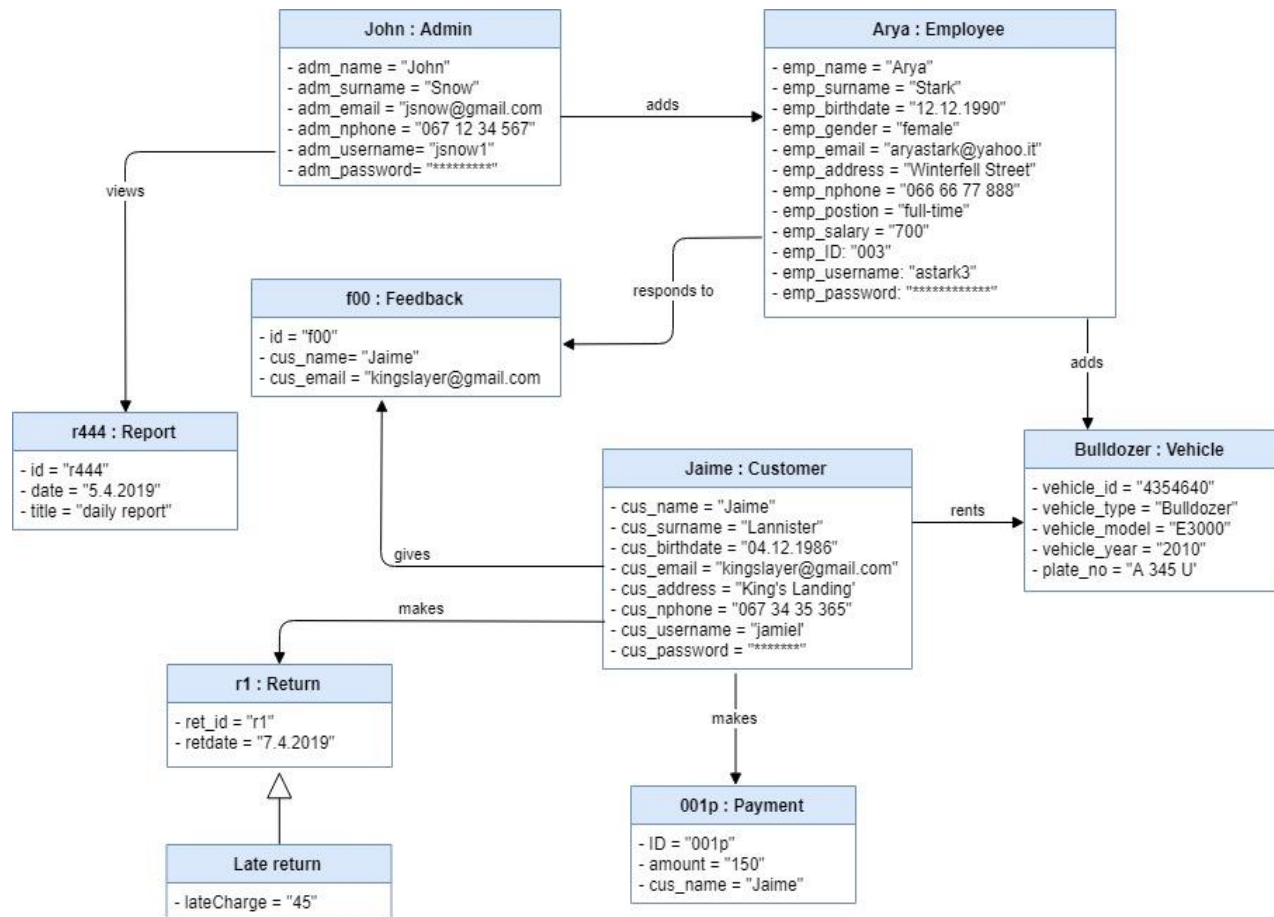 John : Admin
- adm_name = "John"
- adm_surname = "Snow"
- adm_email = "jsnow@gmail.com
- adm_nphone = "067 12 34 567"
- adm_username= "jsnow1"
- adm_password= "*********"
adds
Arya : Employee
- emp_name = "Arya"
- emp_surname = "Stark"
- emp_birthdate = "12.12.1990"
- emp_gender = "female"
- emp_email = "aryastark@yahoo.it"
- emp_address = "Winterfell Street"
- emp_nphone = "066 66 77 888"
- emp_postion = "full-time"
- emp_salary = "700"
- emp_ID: "003"
- emp_username: "astark3"
- emp_password: "************"
views
responds to
f00 : Feedback
- id = "f00"
- cus_name= "Jaime"
- cus_email = "kingslayer@gmail.com
adds
r444 : Report
- id = "r444"
- date = "5.4.2019"
- title = "daily report"
Jaime : Customer
- cus_name = "Jaime"
- cus_surname = "Lannister"
- cus_birthdate = "04.12.1986"
- cus_email = "kingslayer@gmail.com"
- cus_address = "King's Landing'
- cus_nphone = "067 34 35 365"
- cus_username = "jamiel'
- cus_password = "*******"
rents
Bulldozer : Vehicle
- vehicle_id = "4354640"
- vehicle_type = "Bulldozer"
- vehicle_model = "E3000"
- vehicle_year = "2010"
- plate_no = "A 345 U'
gives
makes
r1 : Return
- ret_id = "r1"
- retdate = "7.4.2019"
makes
001p : Payment
- ID = "001p"
- amount = "150"
- cus_name = "Jaime"
Late return
- lateCharge = "45"